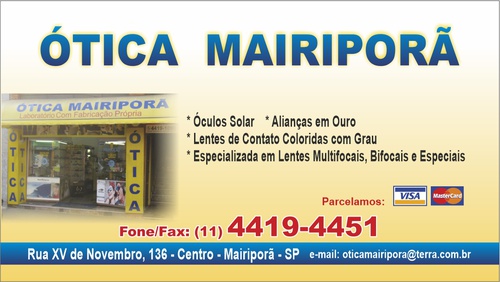 ÓTICA MAIRIPORÃ
ÓTICA MAIRIPORÃ
Laboratório Com Fabricação Própria
ÓTICA
ÓTICA
* Óculos Solar * Alianças em Ouro
* Lentes de Contato Coloridas com Grau
* Especializada em Lentes Multifocais, Bifocais e Especiais
Parcelamos:
VISA
MasterCard
Fone/Fax: (11) 4419-4451
Rua XV de Novembro, 136 - Centro - Mairiporã - SP
e-mail: oticamairipora@terra.com.br